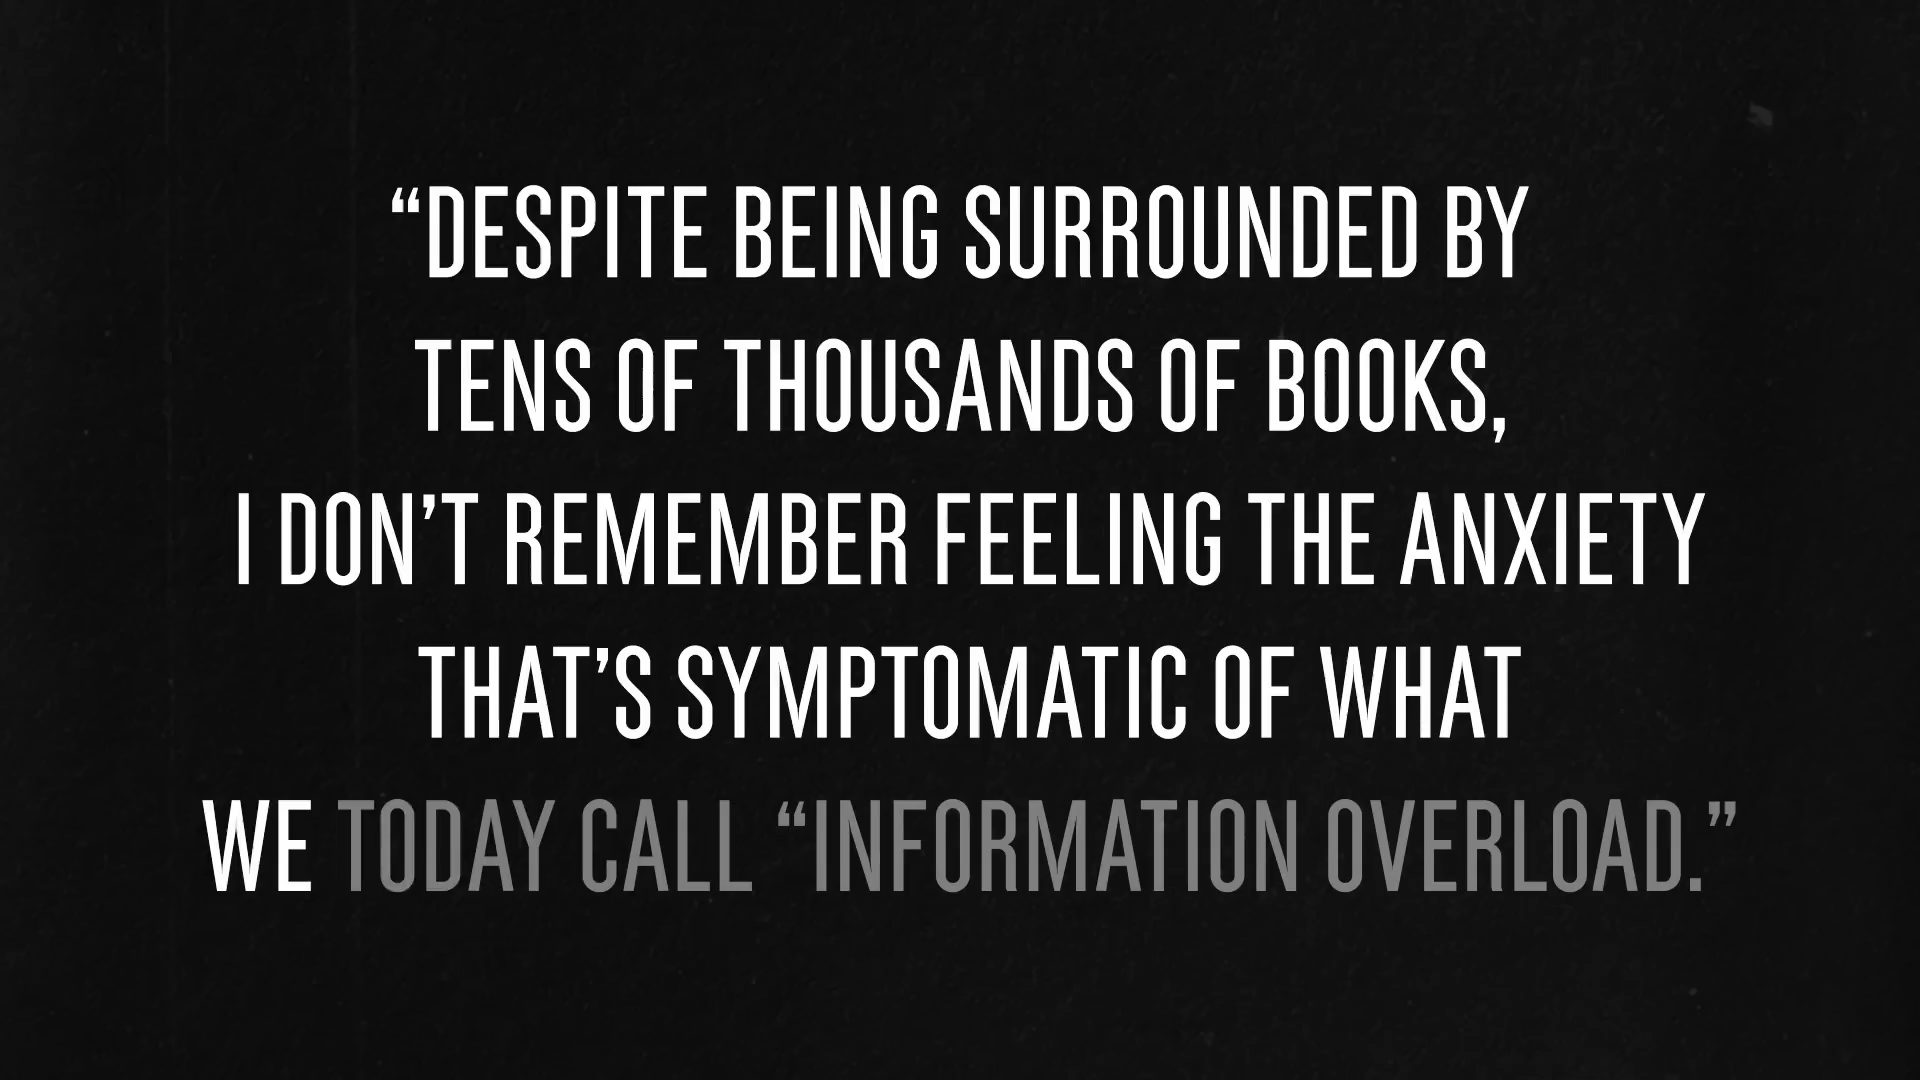 “DESPITE BEING SURROUNDED BY
TENS OF THOUSANDS OF BOOKS,
I DON’T REMEMBER FEELING THE ANXIETY
THAT’S SYMPTOMATIC OF WHAT
WE TODAY CALL “INFORMATION OVERLOAD.”